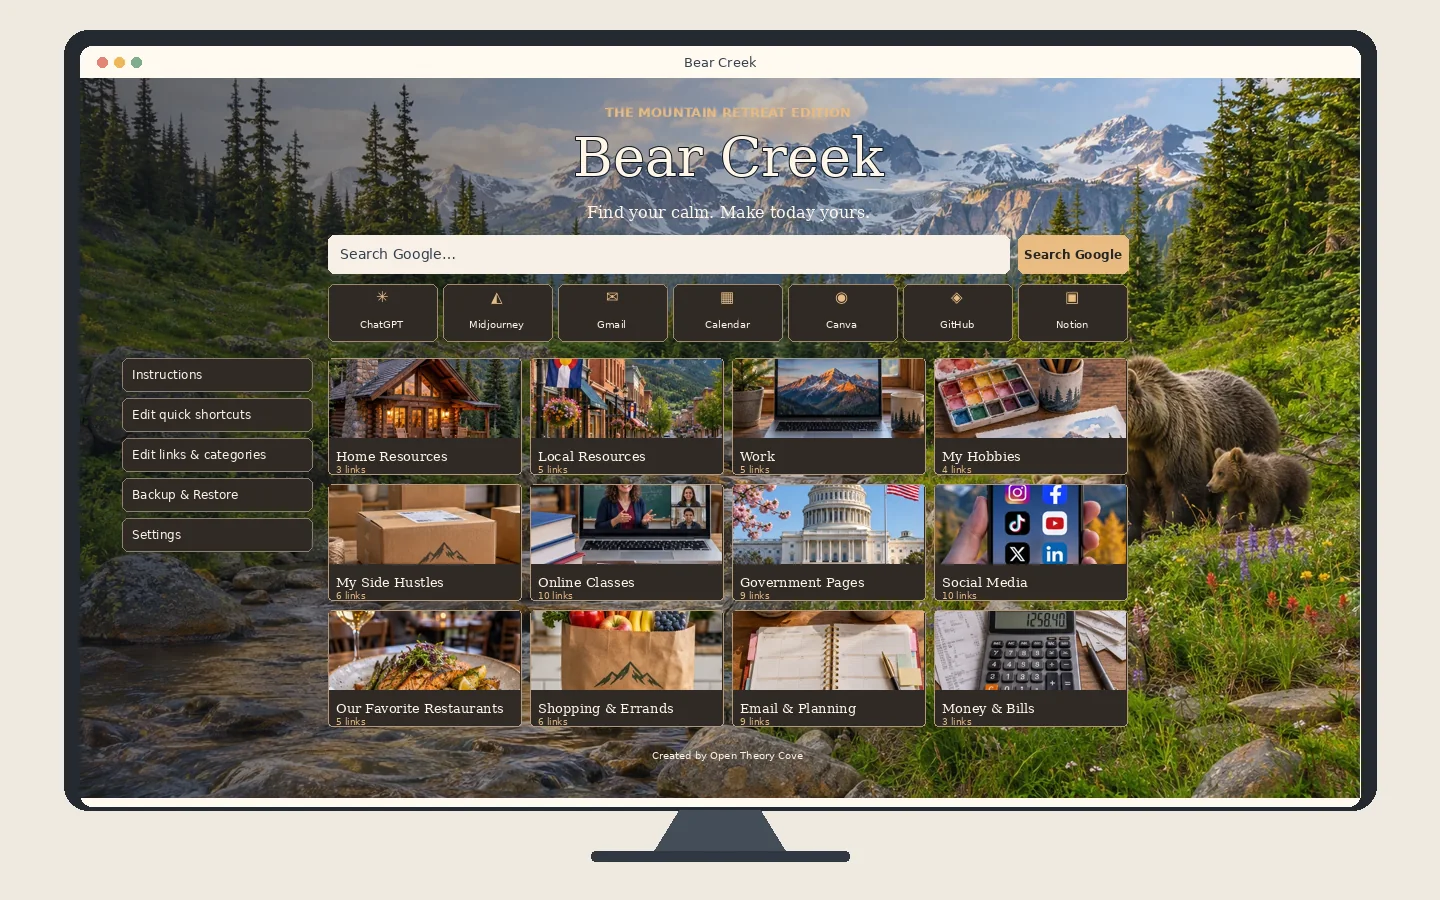 Bear Creek
THE MOUNTAIN RETREAT EDITION
Bear Creek
Find your calm. Make today yours.
Search Google...
Search Google
ChatGPT
Midjourney
Gmail
Calendar
Canva
GitHub
Notion
Instructions
Edit quick shortcuts
Edit links & categories
Backup & Restore
Settings
Home Resources
3 links
Local Resources
5 links
Work
5 links
My Hobbies
4 links
My Side Hustles
6 links
Online Classes
10 links
Government Pages
9 links
Social Media
10 links
Our Favorite Restaurants
5 links
Shopping & Errands
6 links
Email & Planning
9 links
Money & Bills
3 links
Created by Open Theory Cove